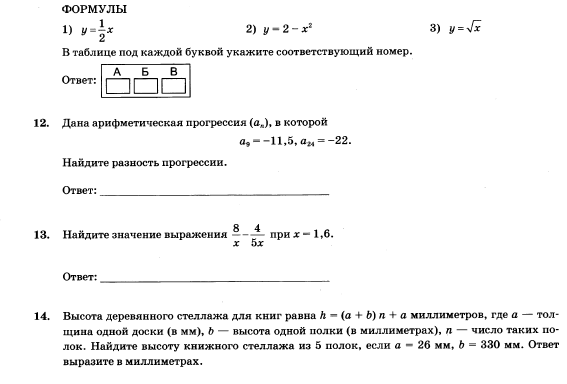 ФОРМУЛЫ
1) y = 1/2 x 2) y = 2 – x² 3) y = √x
В таблице под каждой буквой укажите соответствующий номер.
А Б В
Ответ:
12. Дана арифметическая прогрессия (aₙ), в которой
a₉ = –11,5, a₂₄ = –22.
Найдите разность прогрессии.
Ответ:
13. Найдите значение выражения 8/x – 4/5x при x = 1,6.
Ответ:
14. Высота деревянного стеллажа для книг равна h = (a + b) n + a миллиметров, где a — тол-
щина одной доски (в мм), b — высота одной полки (в миллиметрах), n — число таких по-
лок. Найдите высоту книжного стеллажа из 5 полок, если a = 26 мм, b = 330 мм. Ответ
выразите в миллиметрах.